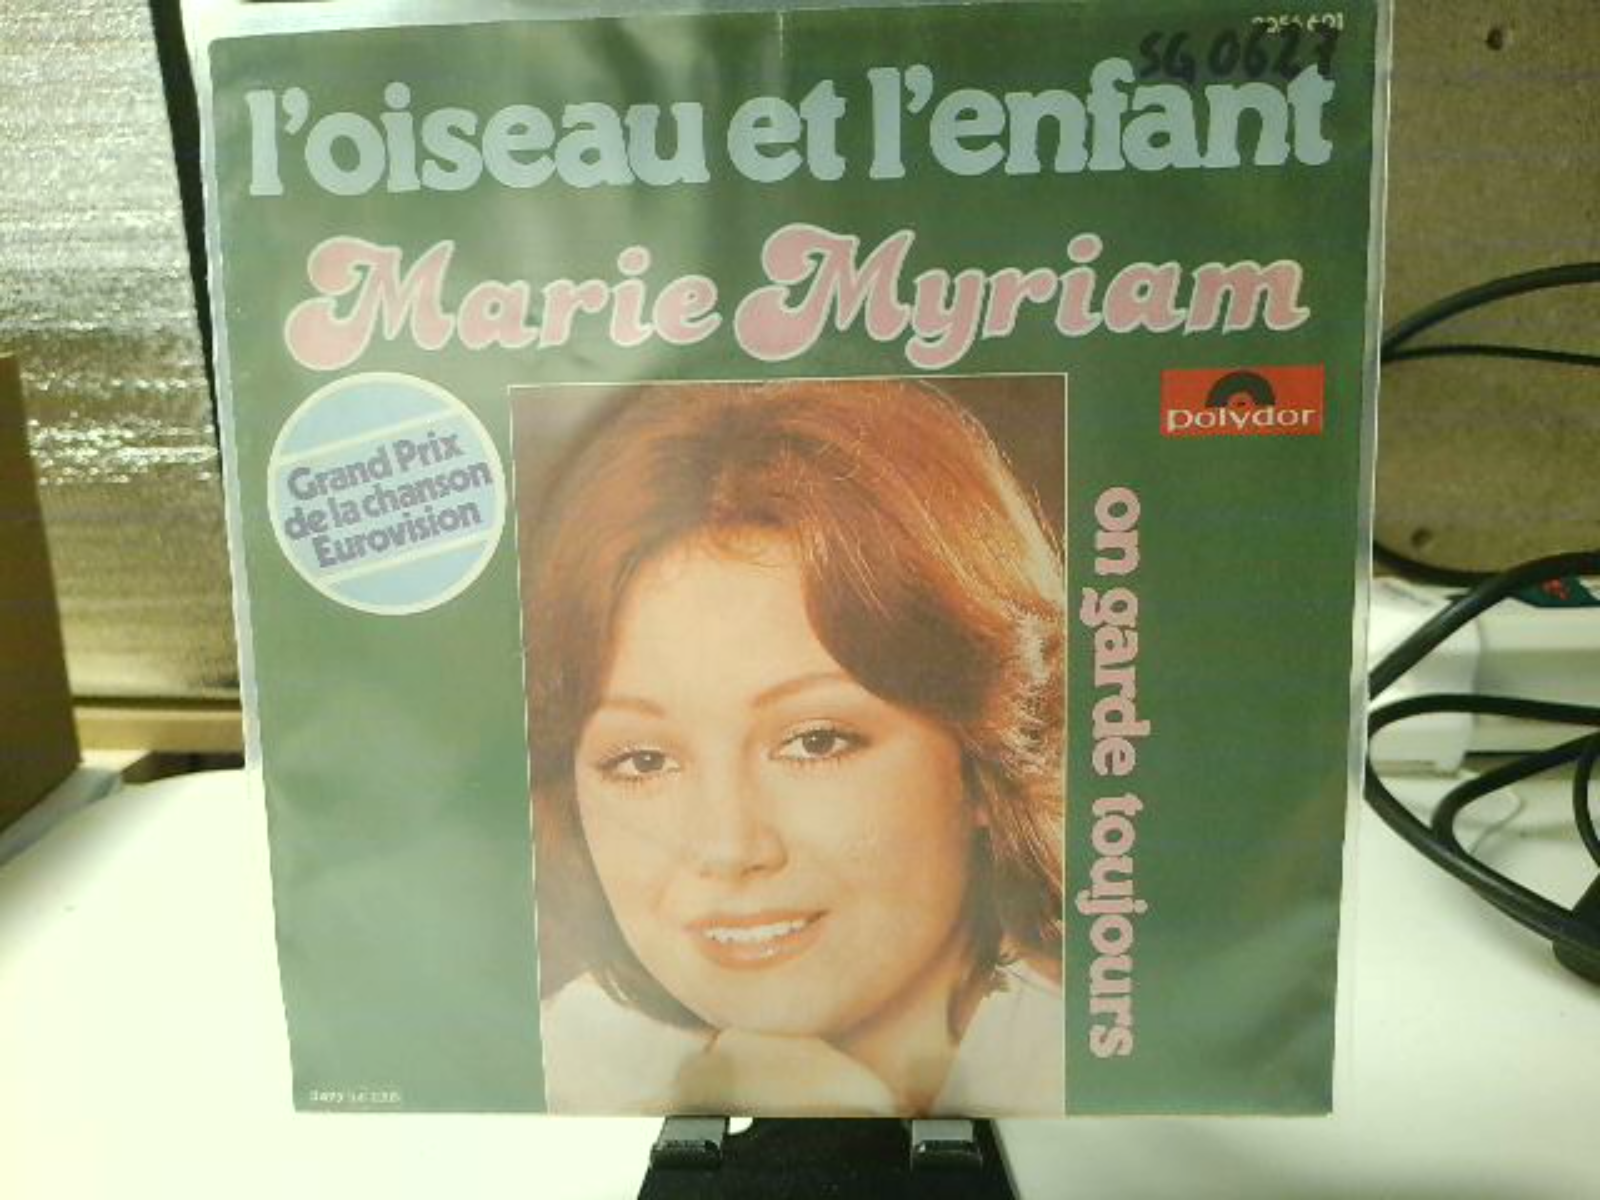 SG 0627
l'oiseau et l'enfant
Marie Myriam
polydor
Grand Prix
de la chanson
Eurovision
on garde toujours